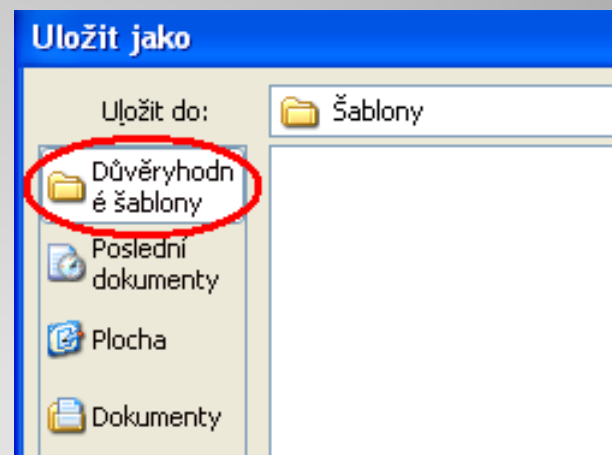 Uložit jako
Uložit do:
Šablony
Důvěryhodn
é šablony
Poslední
dokumenty
Plocha
Dokumenty